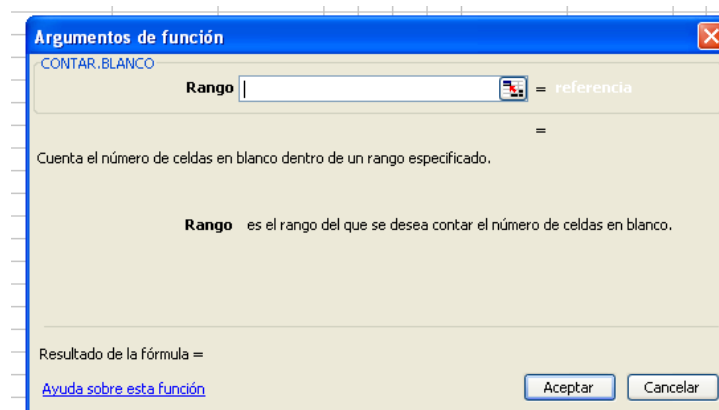 Argumentos de función
CONTAR.BLANCO
Rango = referencia
=
Cuenta el número de celdas en blanco dentro de un rango especificado.
Rango es el rango del que se desea contar el número de celdas en blanco.
Resultado de la fórmula =
Ayuda sobre esta función Aceptar Cancelar